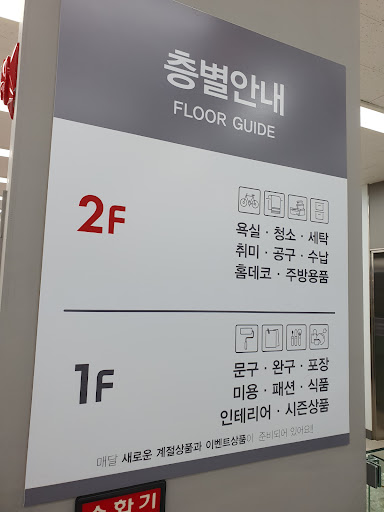 층별안내
FLOOR GUIDE
2F
욕실 · 청소 · 세탁
취미 · 공구 · 수납
홈데코 · 주방용품
1F
문구 · 완구 · 포장
미용 · 패션 · 식품
인테리어 · 시즌상품
매달 새로운 계절상품과 이벤트상품이 준비되어 있어요!!